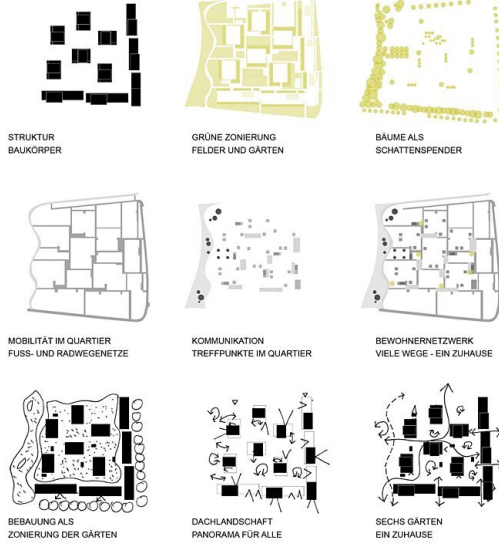 STRUKTUR
BAUKÖRPER
GRÜNE ZONIERUNG
FELDER UND GÄRTEN
BÄUME ALS
SCHATTENSPENDER
MOBILITÄT IM QUARTIER
FUSS- UND RADWEGENETZE
KOMMUNIKATION
TREFFPUNKTE IM QUARTIER
BEWOHNERNETZWERK
VIELE WEGE - EIN ZUHAUSE
BEBAUUNG ALS
ZONIERUNG DER GÄRTEN
DACHLANDSCHAFT
PANORAMA FÜR ALLE
SECHS GÄRTEN
EIN ZUHAUSE